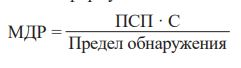 МДР = ПСП · С
Предел обнаружения